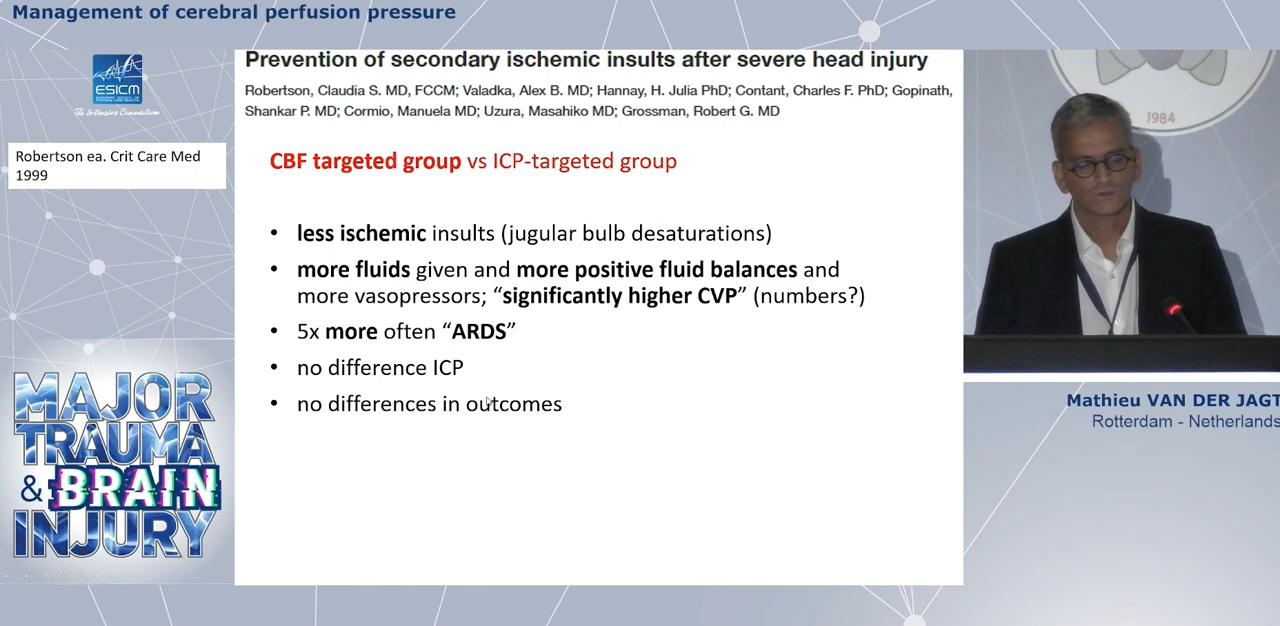 Management of cerebral perfusion pressure
ESICM
The Intensive Connection
Robertson ea. Crit Care Med
1999
Prevention of secondary ischemic insults after severe head injury
Robertson, Claudia S. MD, FCCM; Valadka, Alex B. MD; Hannay, H. Julia PhD; Contant, Charles F. PhD; Gopinath,
Shankar P. MD; Cormio, Manuela MD; Uzura, Masahiko MD; Grossman, Robert G. MD
CBF targeted group vs ICP-targeted group
• less ischemic insults (jugular bulb desaturations)
• more fluids given and more positive fluid balances and
more vasopressors; “significantly higher CVP” (numbers?)
• 5x more often “ARDS”
• no difference ICP
• no differences in outcomes
MAJOR
TRAUMA
& BRAIN
INJURY
1984
Mathieu VAN DER JAGT
Rotterdam - Netherlands